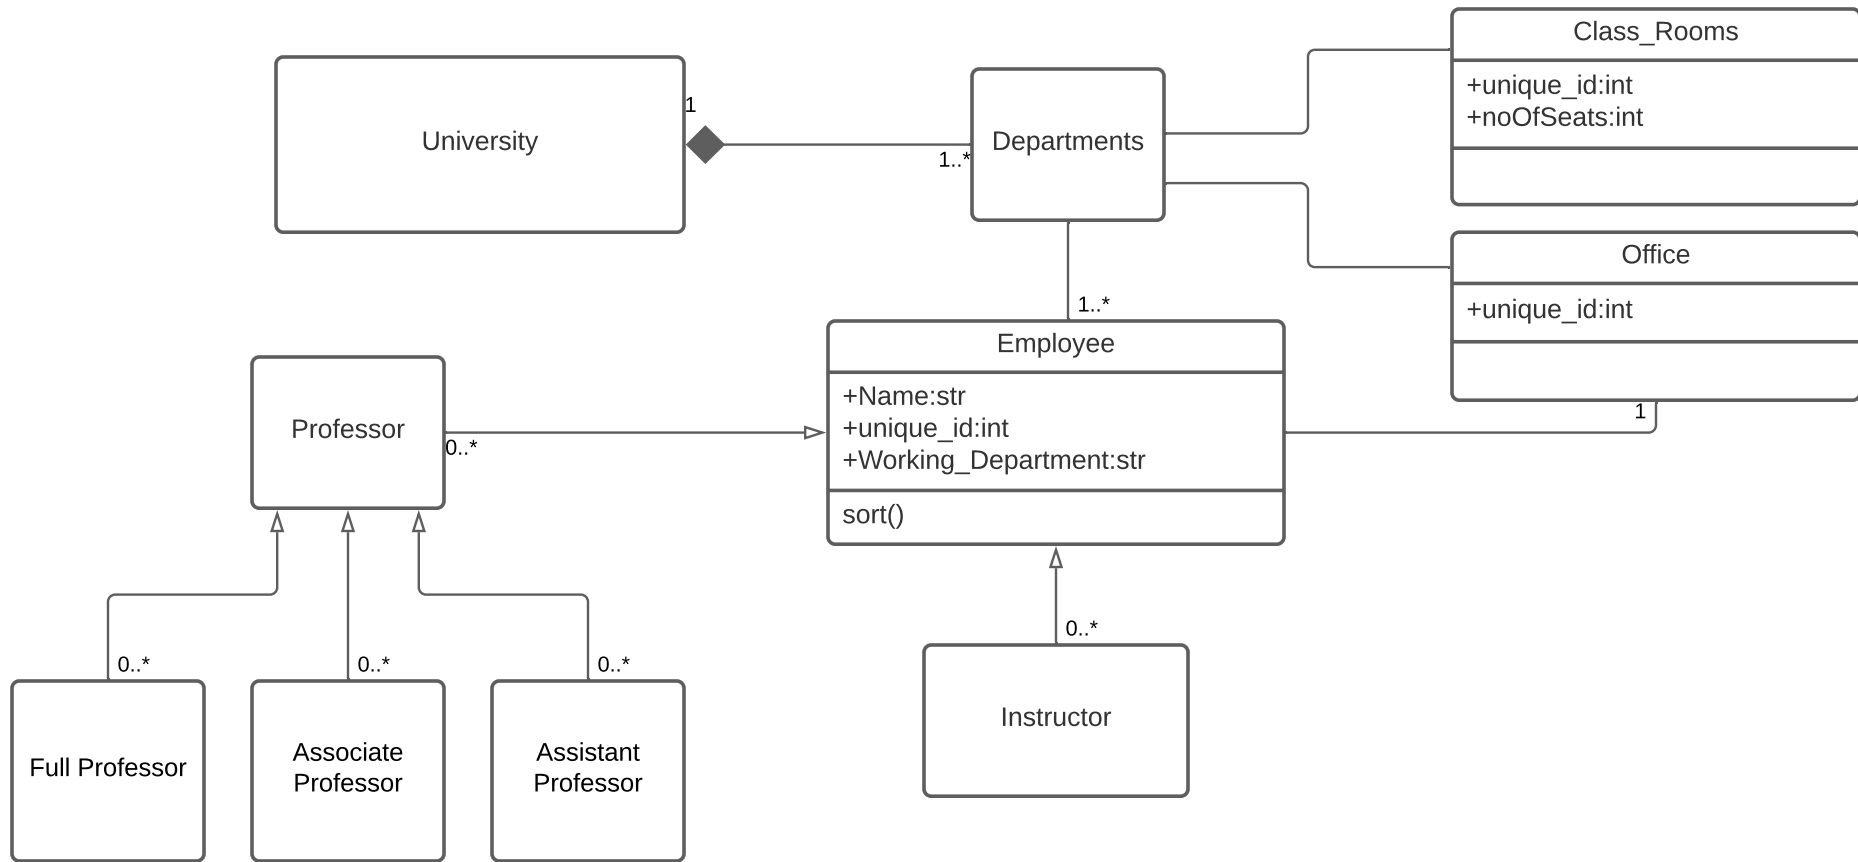 Class_Rooms
+unique_id:int
+noOfSeats:int
University
1
1..*
Departments
Office
+unique_id:int
1
1..*
Employee
+Name:str
+unique_id:int
+Working_Department:str
sort()
Professor
0..*
0..*
Instructor
0..*
Full Professor
0..*
Associate
Professor
0..*
Assistant
Professor